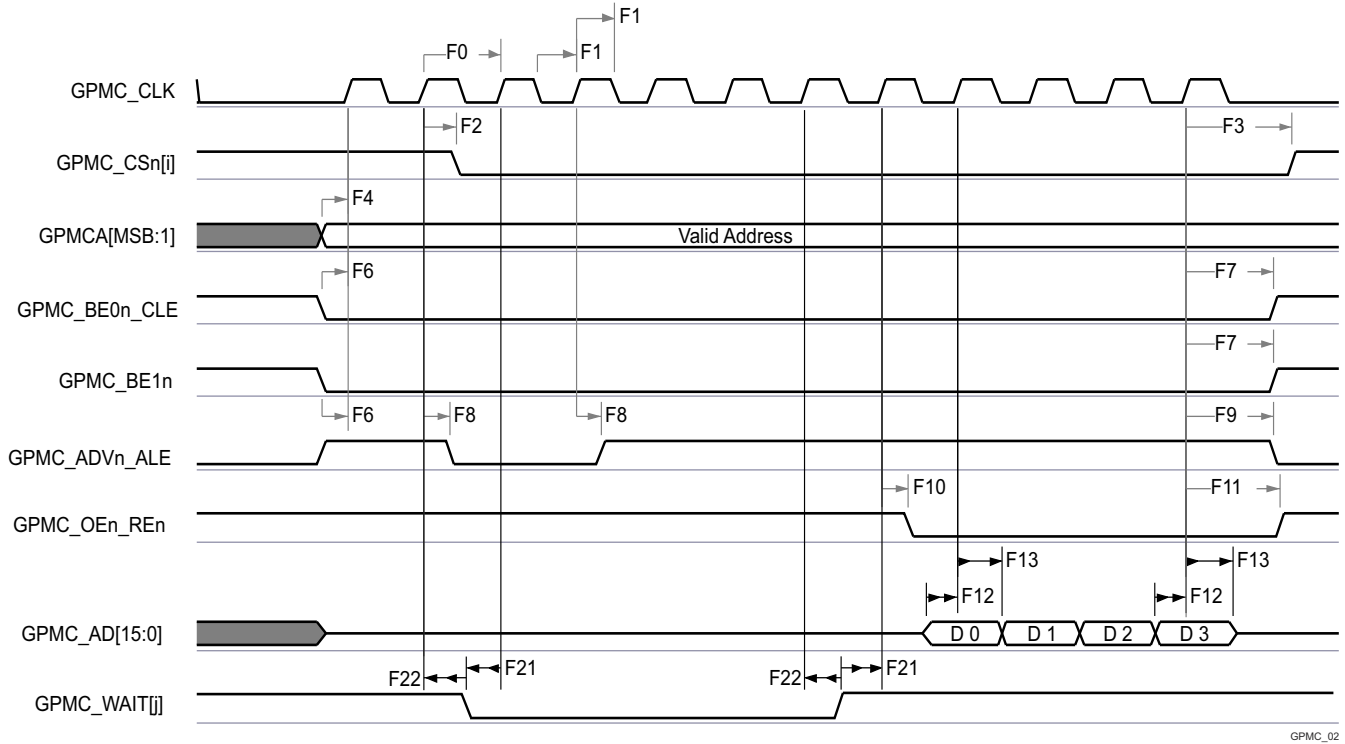 F1
F0 F1
GPMC_CLK
F2 F3
GPMC_CSn[i]
F4
GPMCA[MSB:1] Valid Address
F6 F7
GPMC_BE0n_CLE
F7
GPMC_BE1n
F6 F8 F8 F9
GPMC_ADVn_ALE
F10 F11
GPMC_OEn_REn
F13 F13
F12 F12
GPMC_AD[15:0] D 0 D 1 D 2 D 3
F22 F21 F22 F21
GPMC_WAIT[j]
GPMC_02